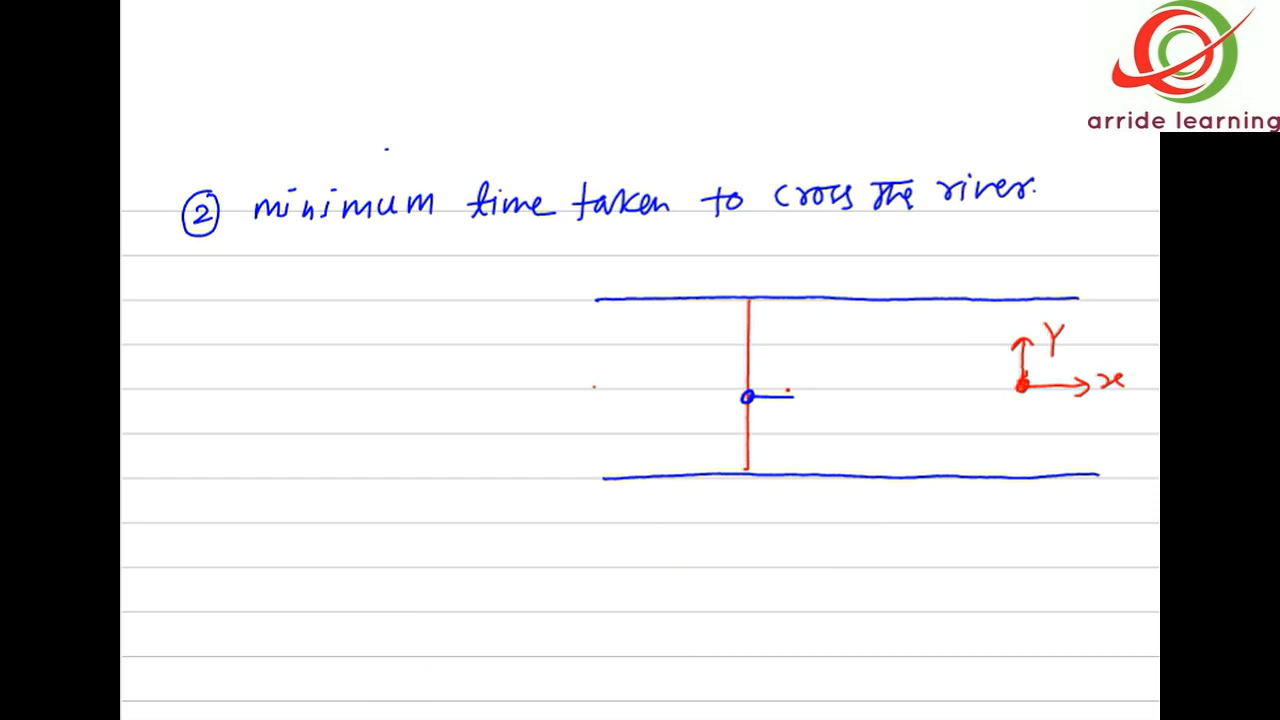 arride learning
② minimum time taken to cross the river.
Y
x